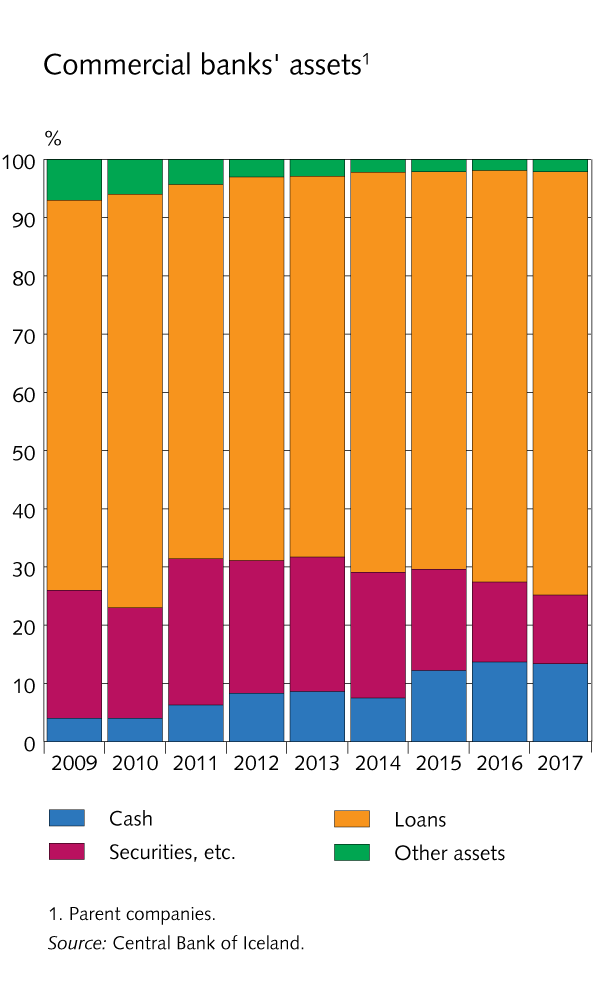 Commercial banks' assets¹
%
100
90
80
70
60
50
40
30
20
10
0
2009 2010 2011 2012 2013 2014 2015 2016 2017
Cash Loans
Securities, etc. Other assets
1. Parent companies.
Source: Central Bank of Iceland.